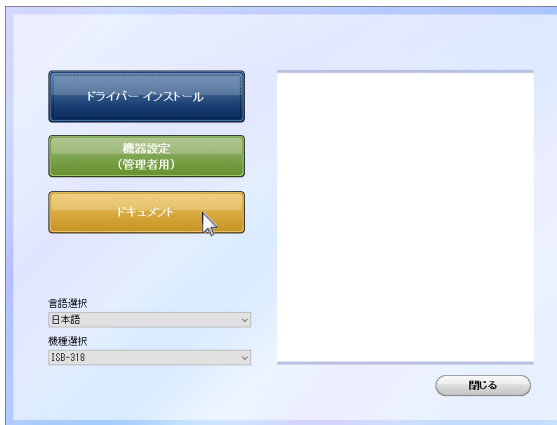 ドライバー インストール
機器設定
(管理者用)
ドキュメント
言語選択
日本語
機種選択
ISB-318
閉じる